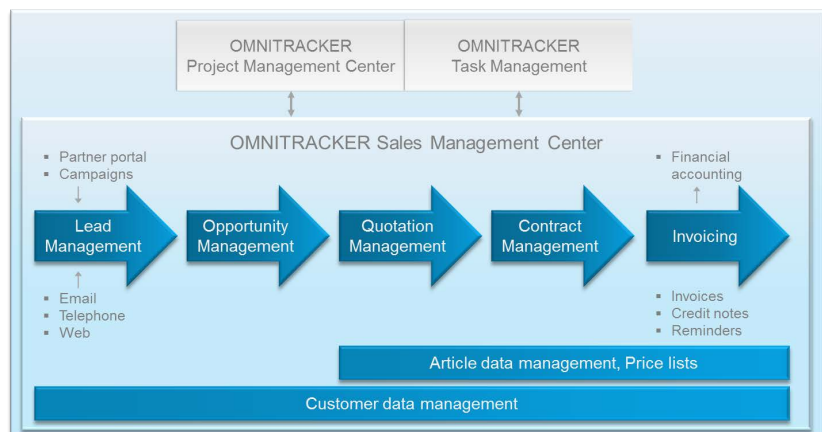 OMNITRACKER
Project Management Center
OMNITRACKER
Task Management
OMNITRACKER Sales Management Center
▪ Partner portal
▪ Campaigns
▪ Financial
accounting
Lead
Management
Opportunity
Management
Quotation
Management
Contract
Management
Invoicing
▪ Email
▪ Telephone
▪ Web
▪ Invoices
▪ Credit notes
▪ Reminders
Article data management, Price lists
Customer data management